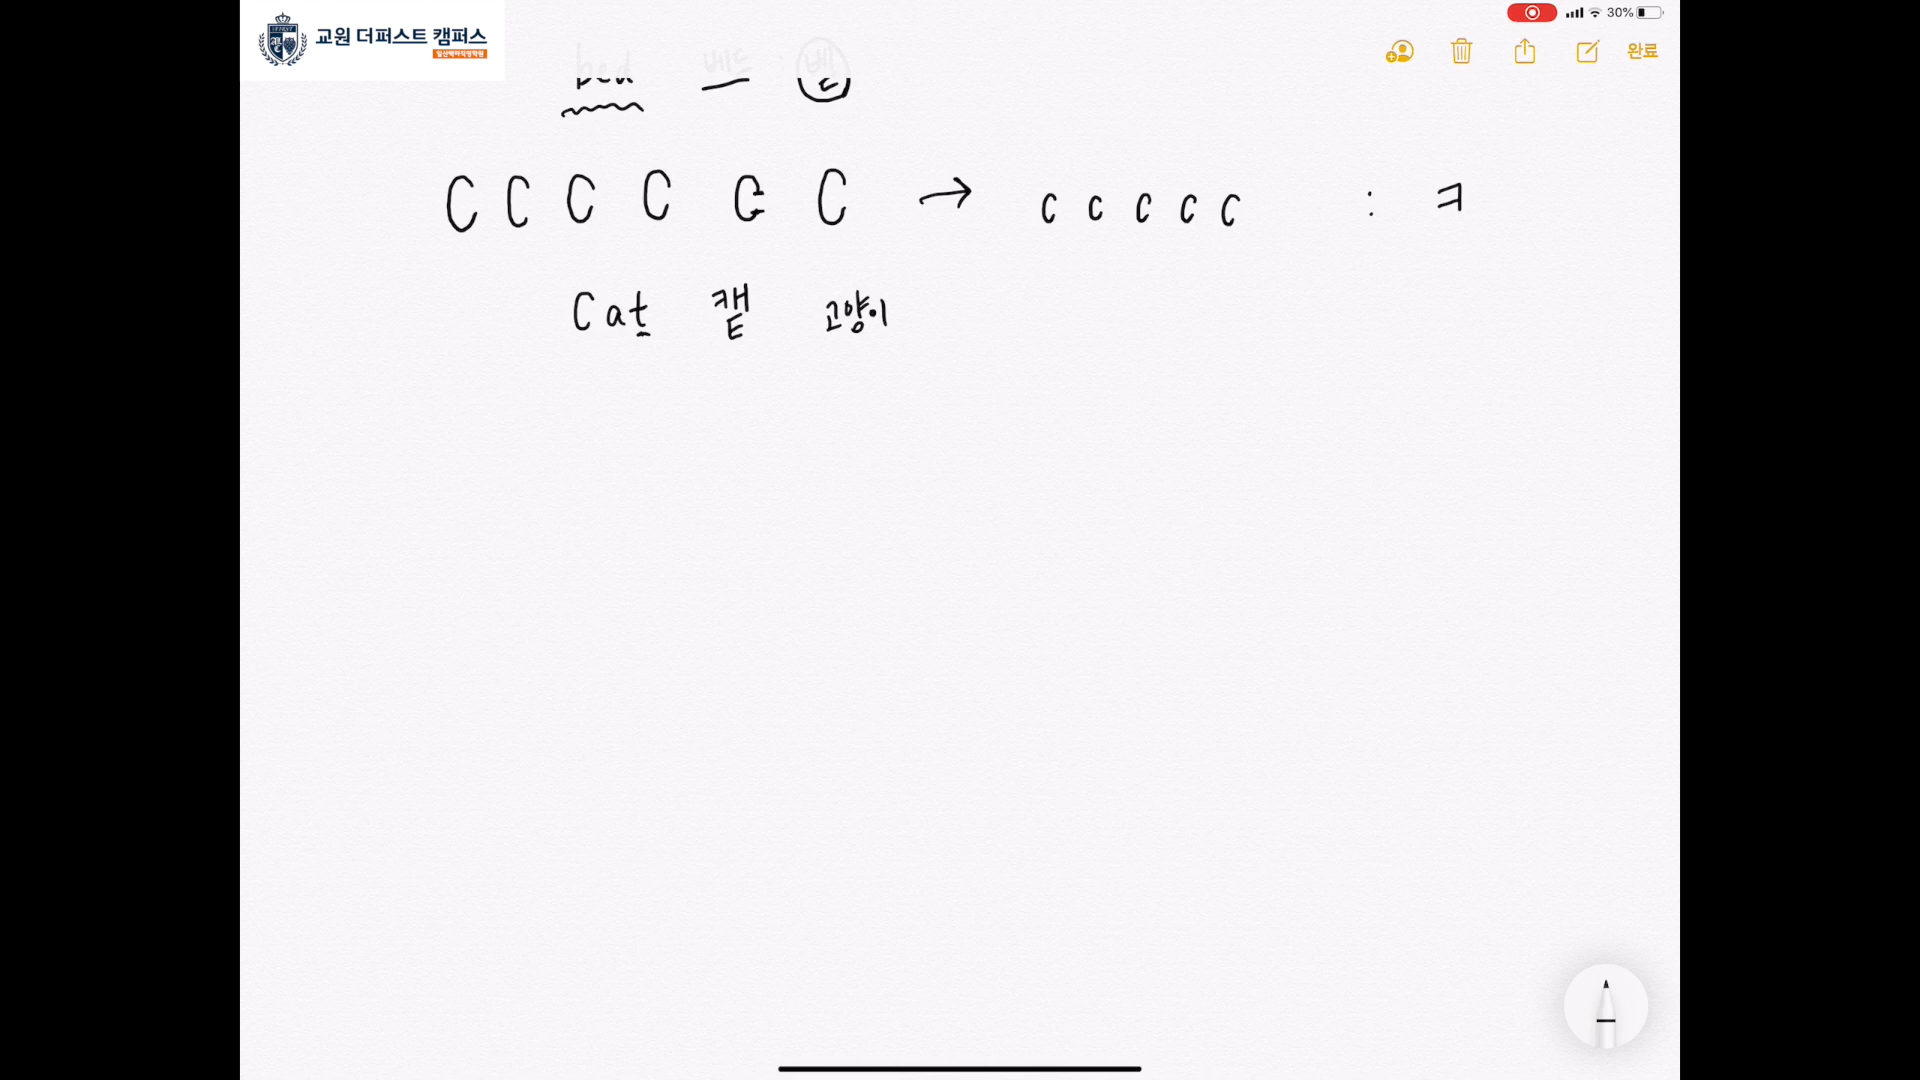 교원 더퍼스트 캠퍼스
30%
완료
bed 베드 : 벧
C C C C C C → c c c c c : ㅋ
Cat 캩 고양이